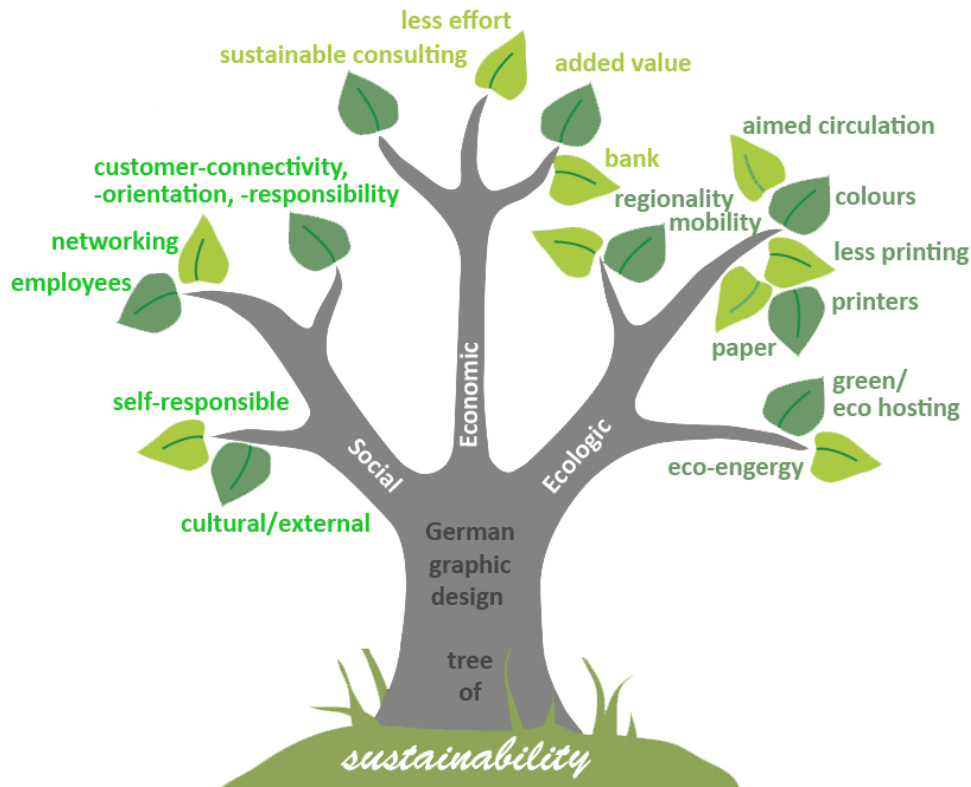 less effort
sustainable consulting
added value
bank
customer-connectivity,
-orientation, -responsibility
networking
employees
self-responsible
cultural/external
regionality
mobility
aimed circulation
colours
less printing
printers
paper
green/
eco hosting
eco-engergy
Social
Economic
Ecologic
German
graphic
design
tree
of
sustainability